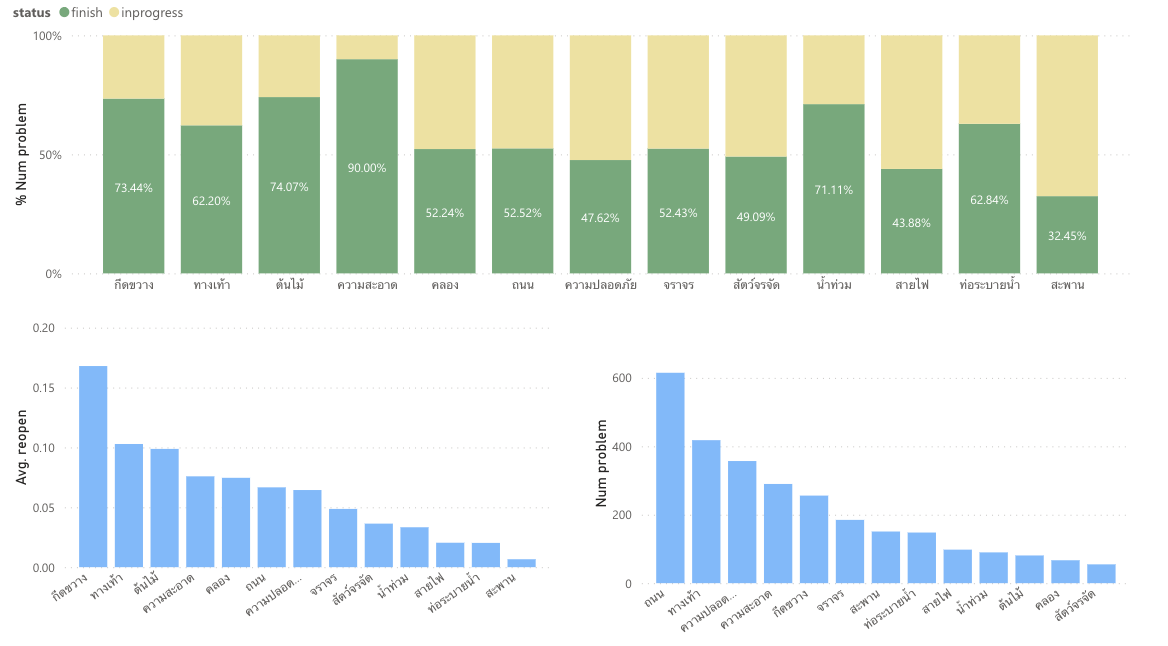 status finish inprogress
100%
50%
0%
% Num problem
73.44% 62.20% 74.07% 90.00% 52.24% 52.52% 47.62% 52.43% 49.09% 71.11% 43.88% 62.84% 32.45%
กีดขวาง ทางเท้า ต้นไม้ ความสะอาด คลอง ถนน ความปลอดภัย จราจร สัตว์จรจัด น้ำท่วม สายไฟ ท่อระบายน้ำ สะพาน
0.20
0.15
0.10
0.05
0.00
Avg. reopen
กีดขวาง ทางเท้า ต้นไม้ ความสะอาด คลอง ถนน ความปลอด... จราจร สัตว์จรจัด น้ำท่วม สายไฟ ท่อระบายน้ำ สะพาน
600
400
200
0
Num problem
ถนน ทางเท้า ความปลอด... ความสะอาด กีดขวาง จราจร สะพาน ท่อระบายน้ำ สายไฟ น้ำท่วม ต้นไม้ คลอง สัตว์จรจัด